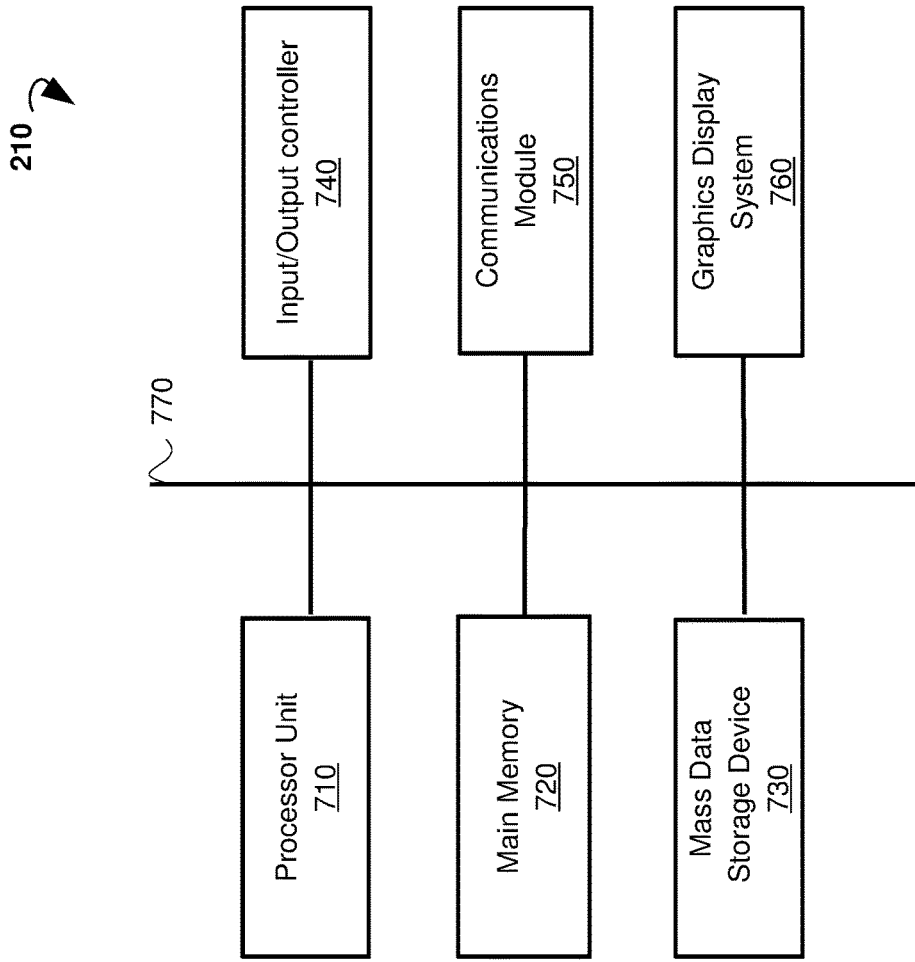 210
770
Processor Unit
710
Input/Output controller
740
Main Memory
720
Communications
Module
750
Mass Data
Storage Device
730
Graphics Display
System
760